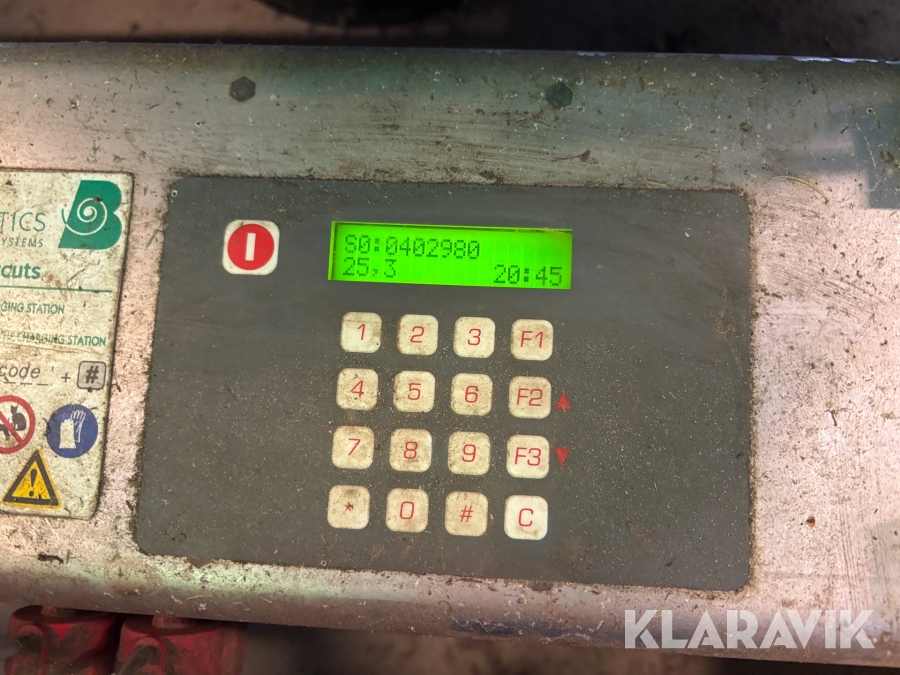 TICS
YSTEMS
cuts
GING STATION
CHARGING STATION
code ' + #
B
S0:0402980
25,3 20:45
1 2 3 F1
4 5 6 F2
7 8 9 F3
* 0 # C
KLARAVIK